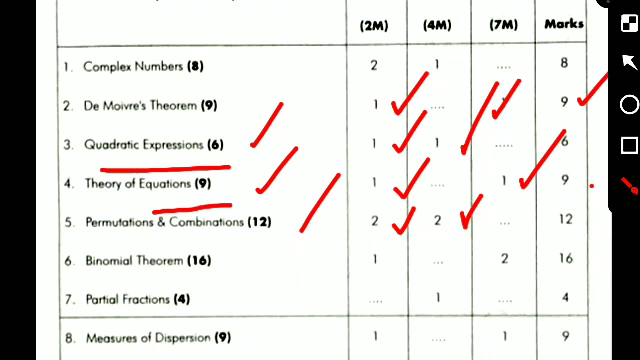 (2M) (4M) (7M) Marks
1. Complex Numbers (8) 2 1 .... 8
2. De Moivre's Theorem (9) 1 .... 1 9
3. Quadratic Expressions (6) 1 1 ..... 6
4. Theory of Equations (9) 1 .... 1 9
5. Permutations & Combinations (12) 2 2 ... 12
6. Binomial Theorem (16) 1 ... 2 16
7. Partial Fractions (4) .... 1 .... 4
8. Measures of Dispersion (9) 1 .... 1 9